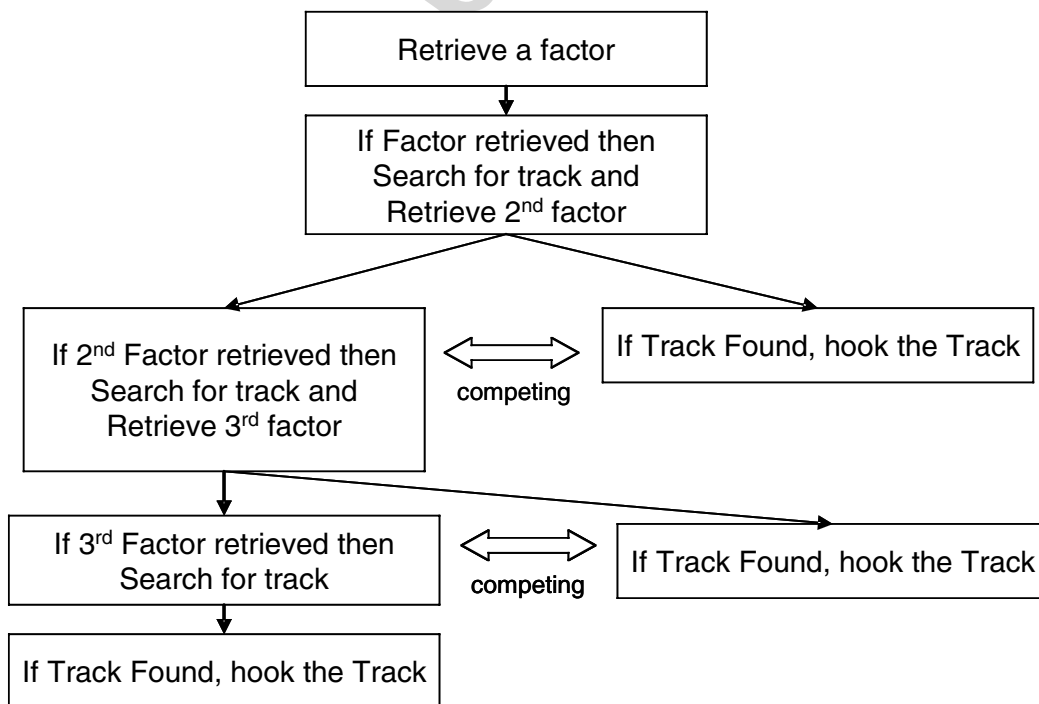 Retrieve a factor
If Factor retrieved then
Search for track and
Retrieve 2nd factor
If 2nd Factor retrieved then
Search for track and
Retrieve 3rd factor
competing
If Track Found, hook the Track
If 3rd Factor retrieved then
Search for track
competing
If Track Found, hook the Track
If Track Found, hook the Track